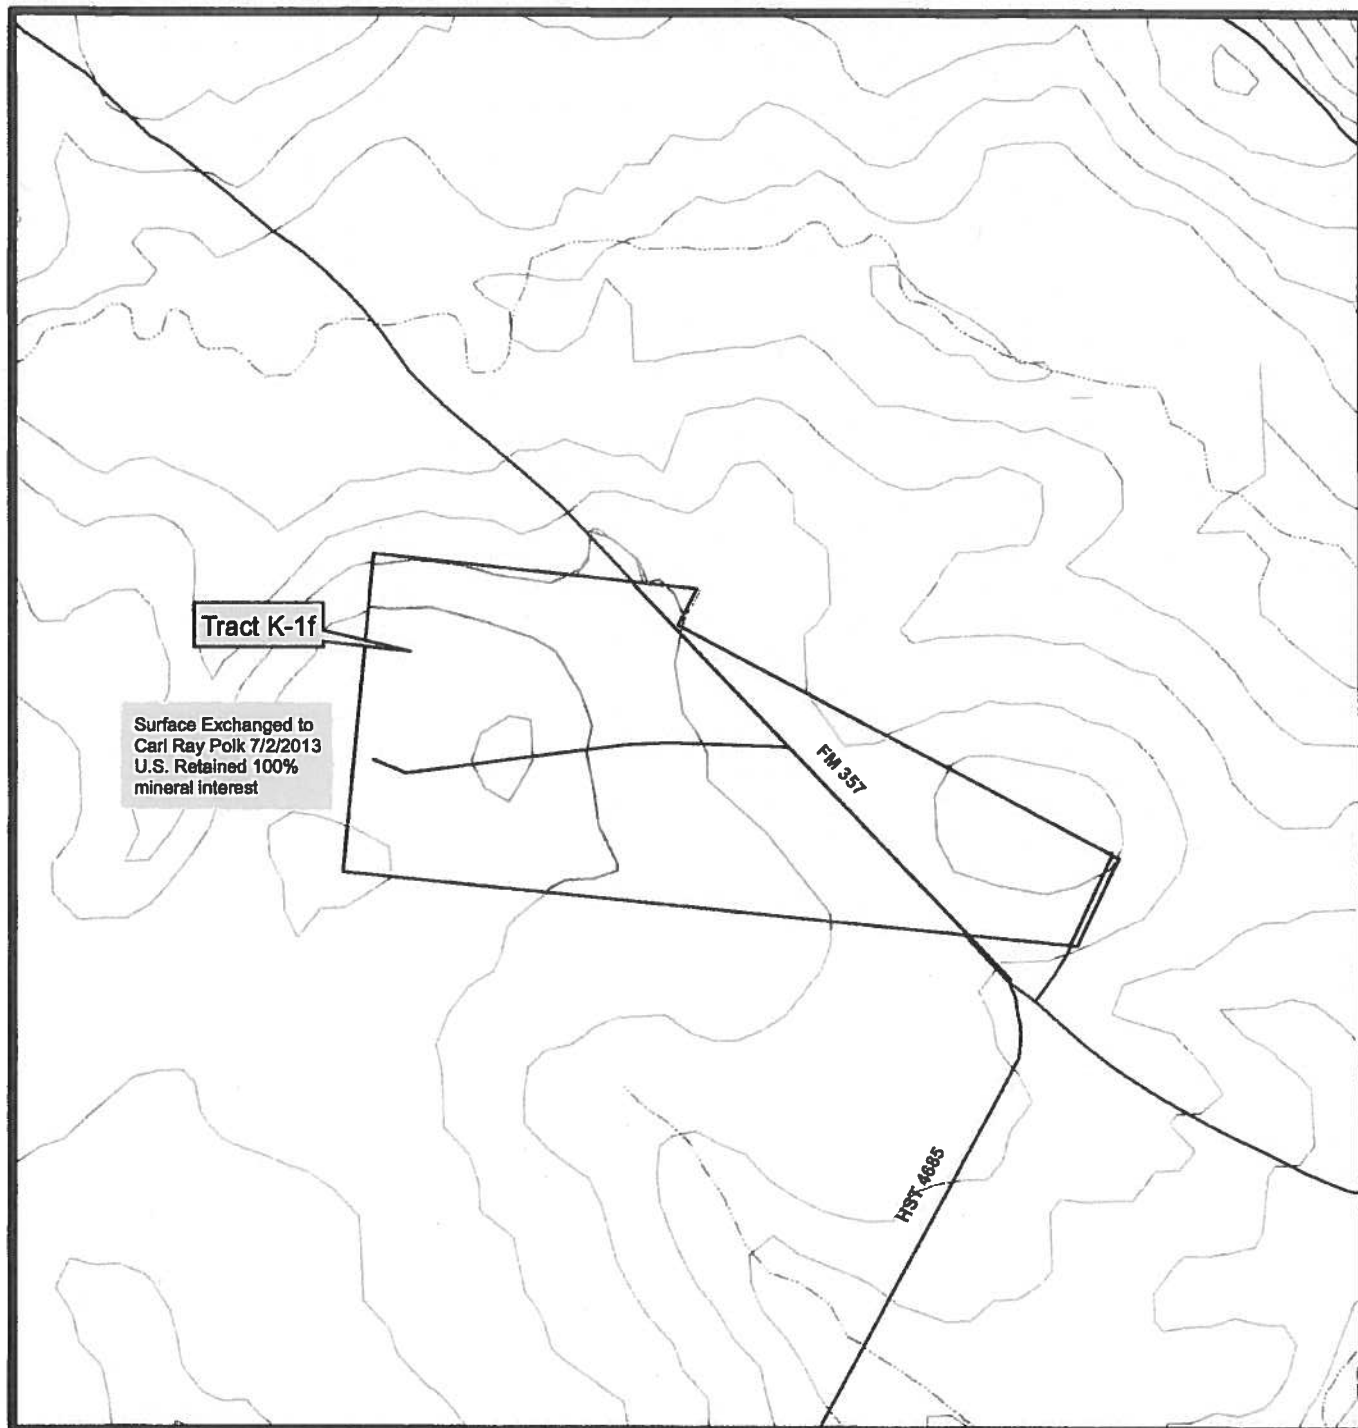 Tract K-1f
Surface Exchanged to
Carl Ray Polk 7/2/2013
U.S. Retained 100%
mineral interest
FM 357
HST 4685